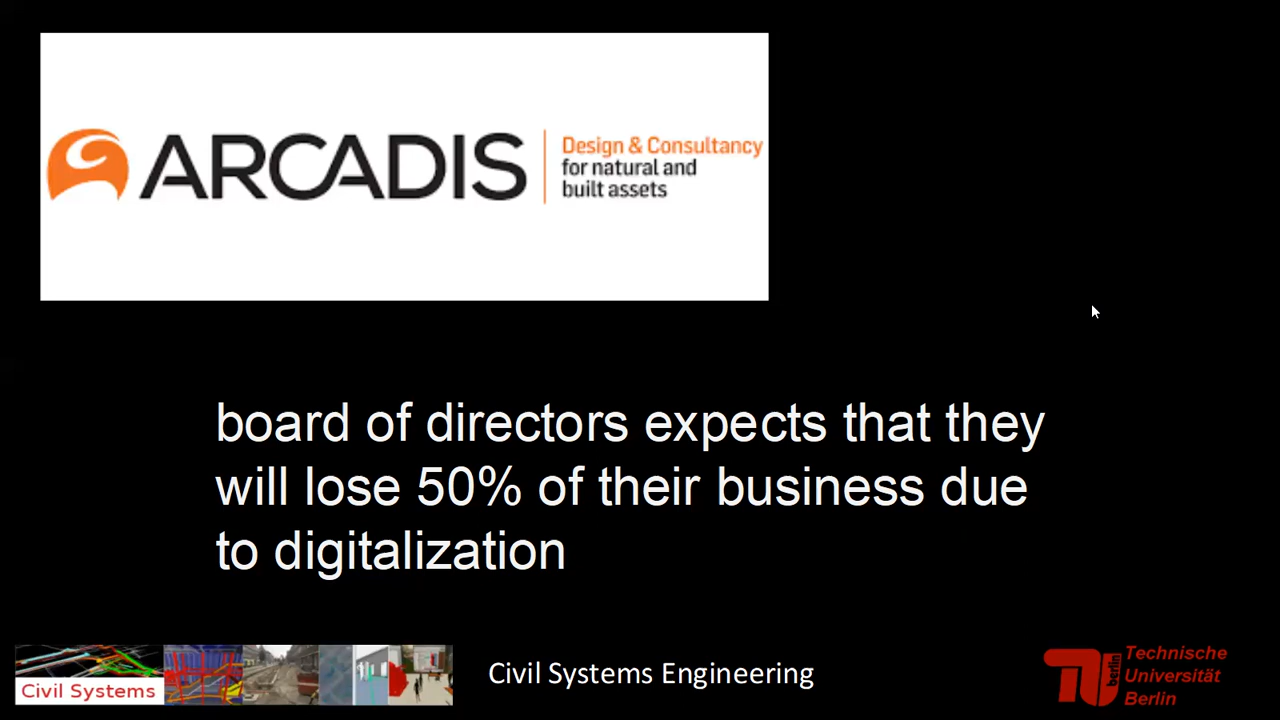 ARCADIS
Design & Consultancy
for natural and
built assets
board of directors expects that they
will lose 50% of their business due
to digitalization
Civil Systems
Civil Systems Engineering
berlin
Technische
Universität
Berlin